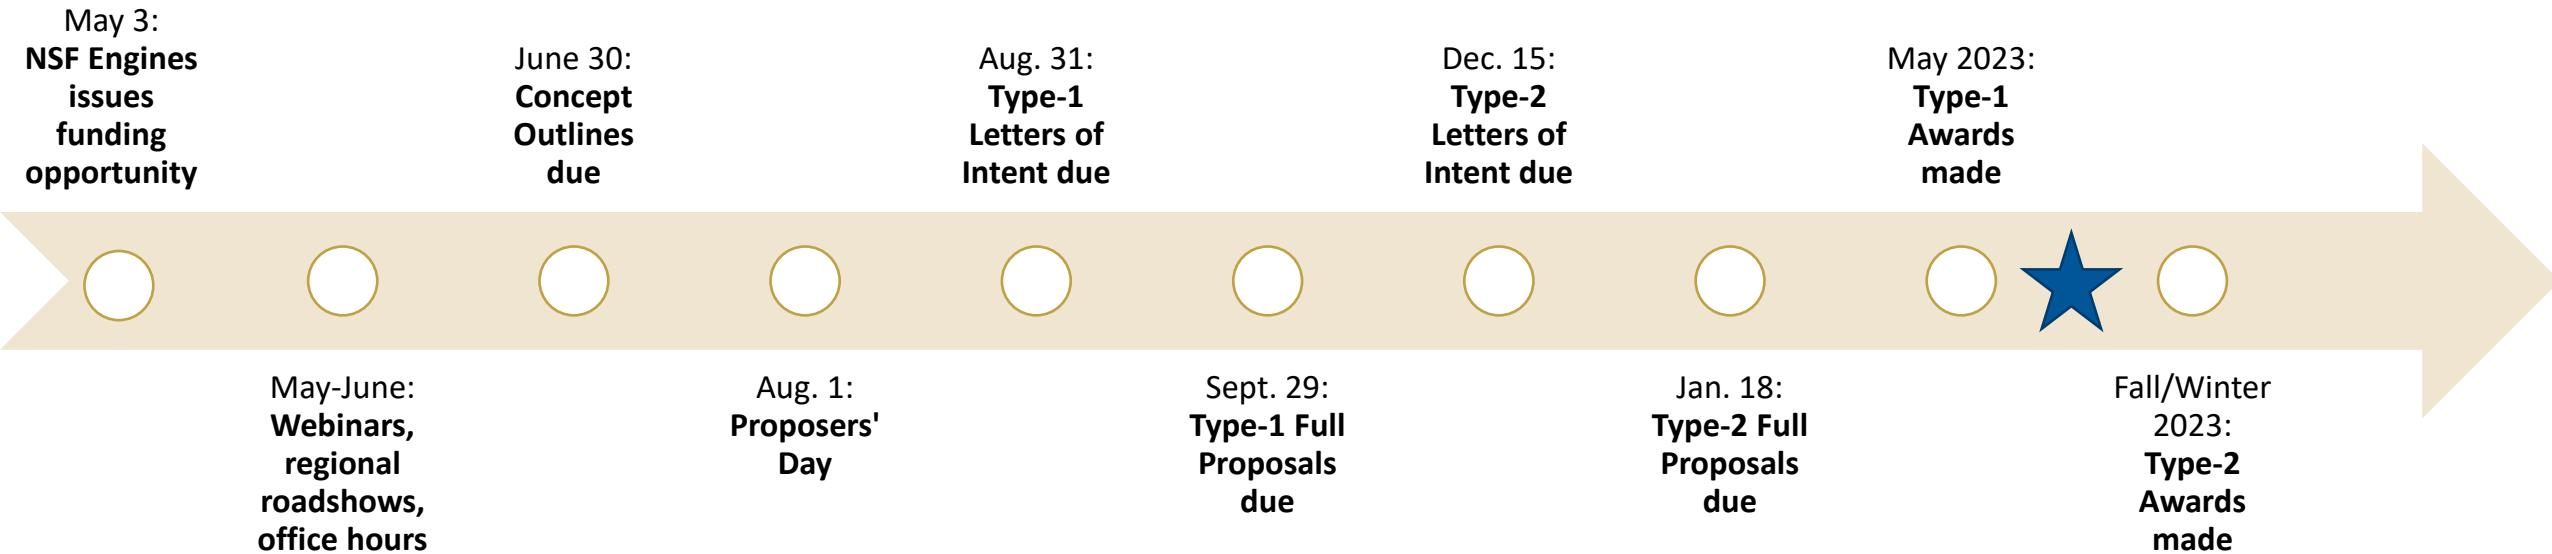 May 3:
NSF Engines
issues
funding
opportunity
May-June:
Webinars,
regional
roadshows,
office hours
June 30:
Concept
Outlines
due
Aug. 1:
Proposers'
Day
Aug. 31:
Type-1
Letters of
Intent due
Sept. 29:
Type-1 Full
Proposals
due
Dec. 15:
Type-2
Letters of
Intent due
Jan. 18:
Type-2 Full
Proposals
due
May 2023:
Type-1
Awards
made
Fall/Winter
2023:
Type-2
Awards
made